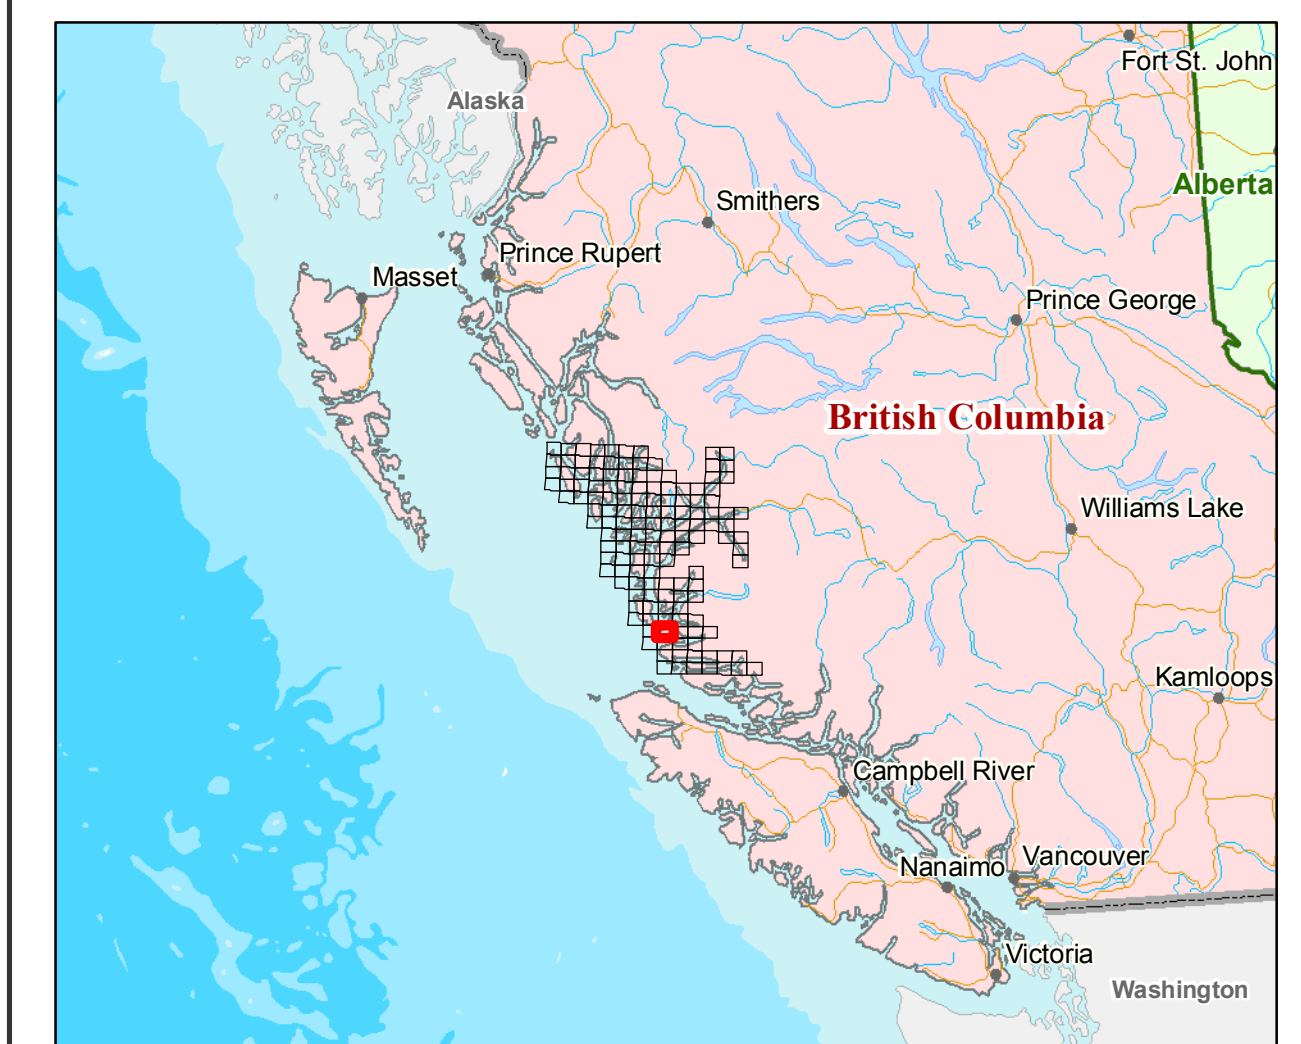 Fort St. John
Alaska
Alberta
Smithers
Prince Rupert
Masset
Prince George
British Columbia
Williams Lake
Kamloops
Campbell River
Vancouver
Nanaimo
Victoria
Washington